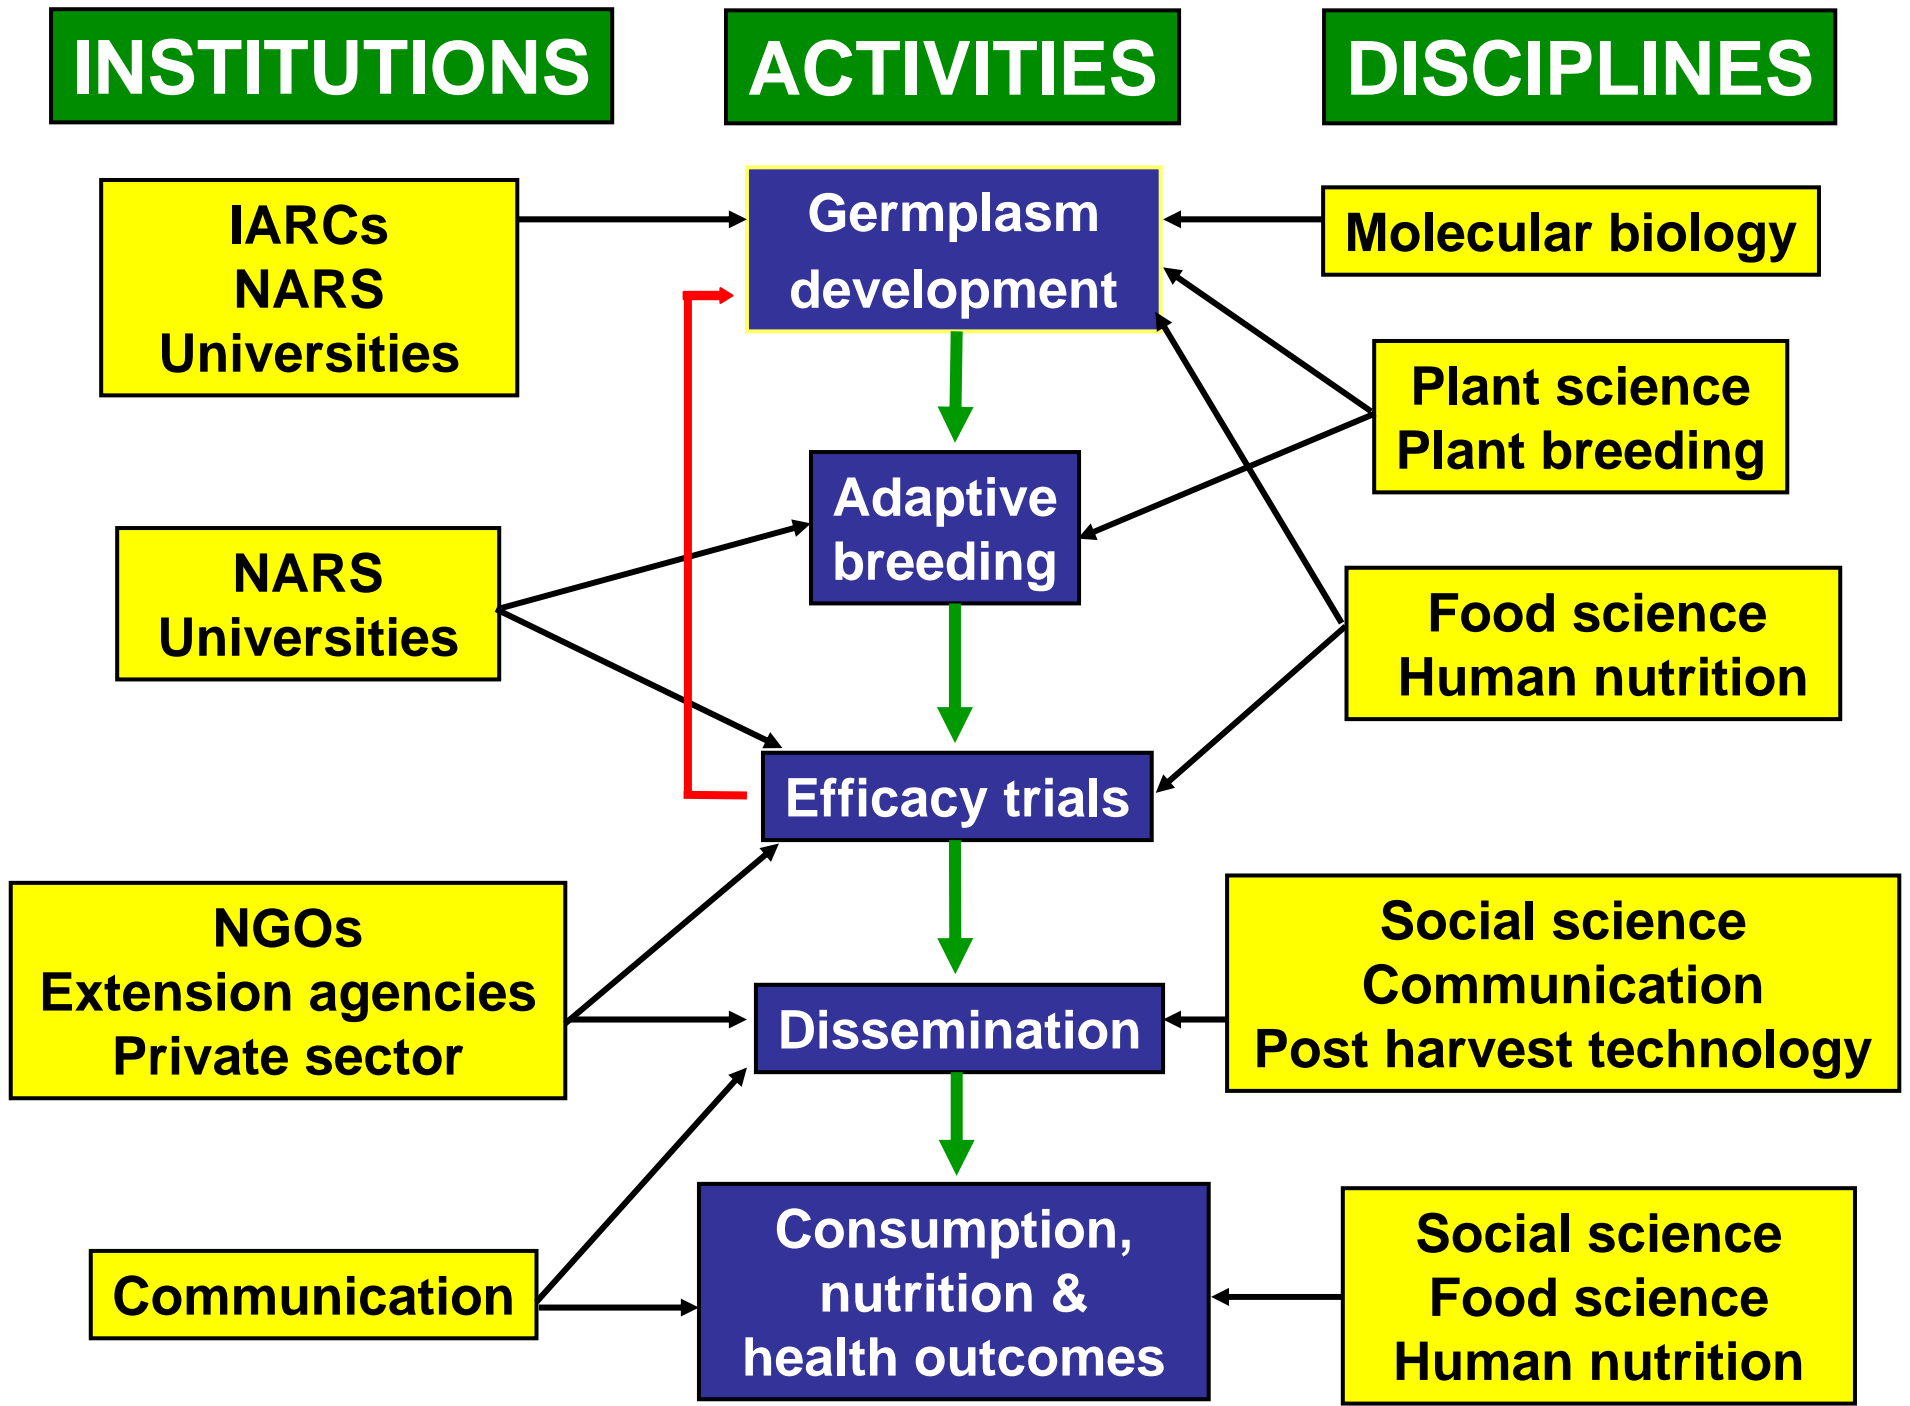 INSTITUTIONS
ACTIVITIES
DISCIPLINES
IARCs
NARS
Universities
Germplasm
development
Molecular biology
Plant science
Plant breeding
Adaptive
breeding
NARS
Universities
Food science
Human nutrition
Efficacy trials
NGOs
Extension agencies
Private sector
Dissemination
Social science
Communication
Post harvest technology
Communication
Consumption,
nutrition &
health outcomes
Social science
Food science
Human nutrition